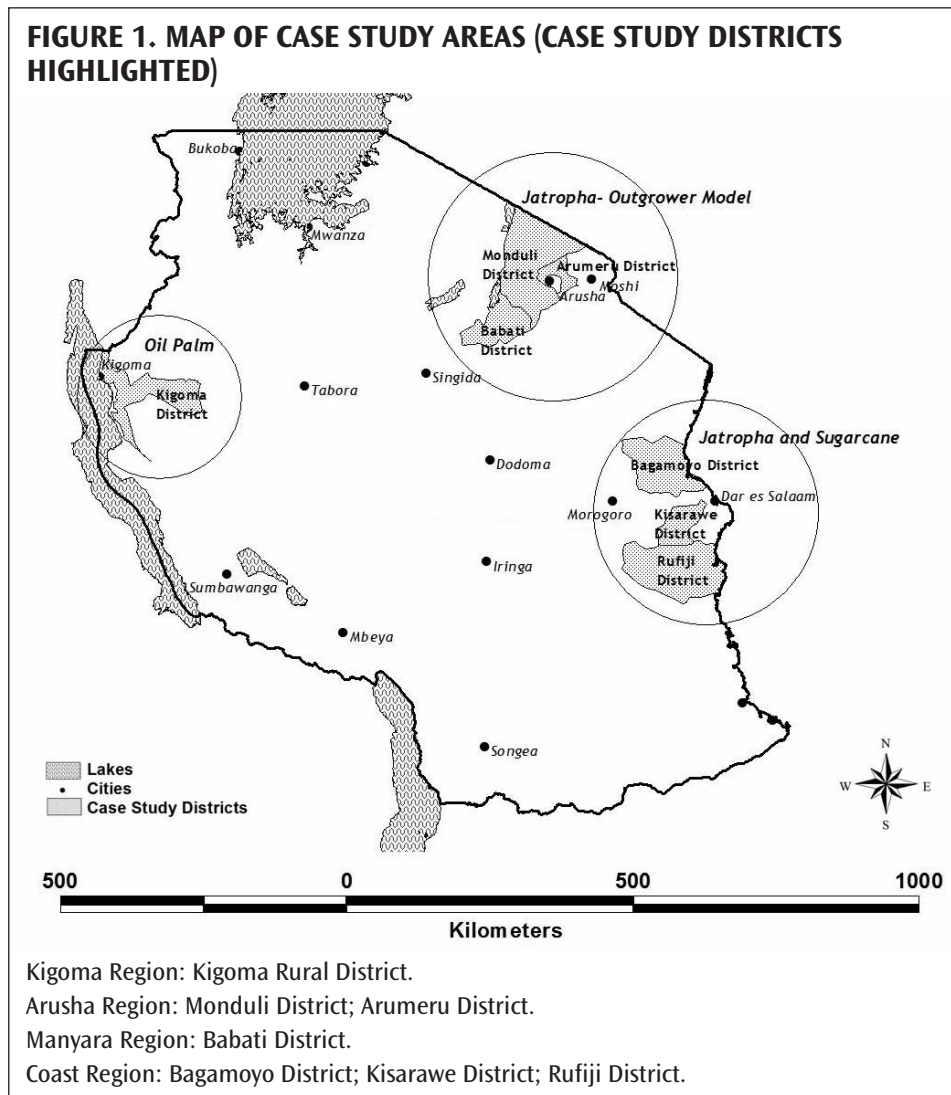 FIGURE 1. MAP OF CASE STUDY AREAS (CASE STUDY DISTRICTS
HIGHLIGHTED)
Bukoba
Mwanza
Jatropha- Outgrower Model
Monduli
District
Arumeru District
Arusha
Moshi
Babati
District
Oil Palm
Kigoma
Kigoma
District
Tabora
Singida
Dodoma
Jatropha and Sugarcane
Bagamoyo District
Dar es Salaam
Morogoro
Kisarawe
District
Rufiji
District
Iringa
Sumbawanga
Mbeya
Songea
Lakes
Cities
Case Study Districts
N
W
E
S
500
0
500
1000
Kilometers
Kigoma Region: Kigoma Rural District.
Arusha Region: Monduli District; Arumeru District.
Manyara Region: Babati District.
Coast Region: Bagamoyo District; Kisarawe District; Rufiji District.